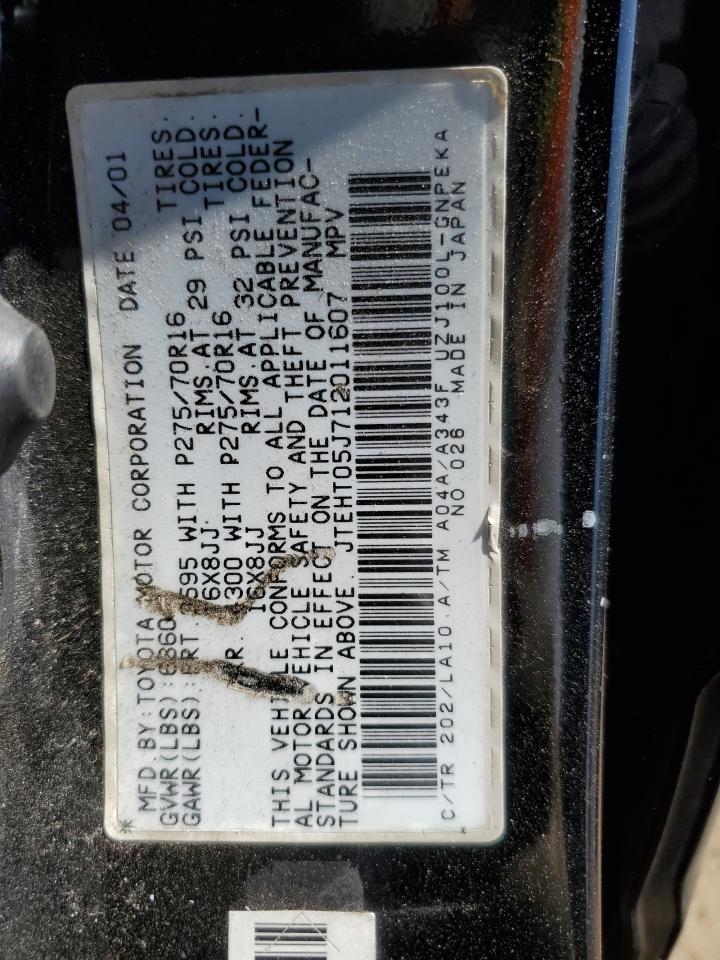 * MFD BY: TOYOTA MOTOR CORPORATION DATE 04/01
GVWR(LBS): 6860
GAWR(LBS): FRT. 3595 WITH P275/70R16 TIRES.
16X8JJ RIMS.AT 29 PSI COLD.
RR. 300 WITH P275/70R16 TIRES.
16X8JJ RIMS.AT 32 PSI COLD.
THIS VEHICLE CONFORMS TO ALL APPLICABLE FEDER-
AL MOTOR VEHICLE SAFETY AND THEFT PREVENTION
STANDARDS IN EFFECT ON THE DATE OF MANUFAC-
TURE SHOWN ABOVE. JTEHT05J712011607 MPV
* C/TR 202/LA10.A/TM A04A/A343F UZJ100L-GNPEKA
NO 026 MADE IN JAPAN